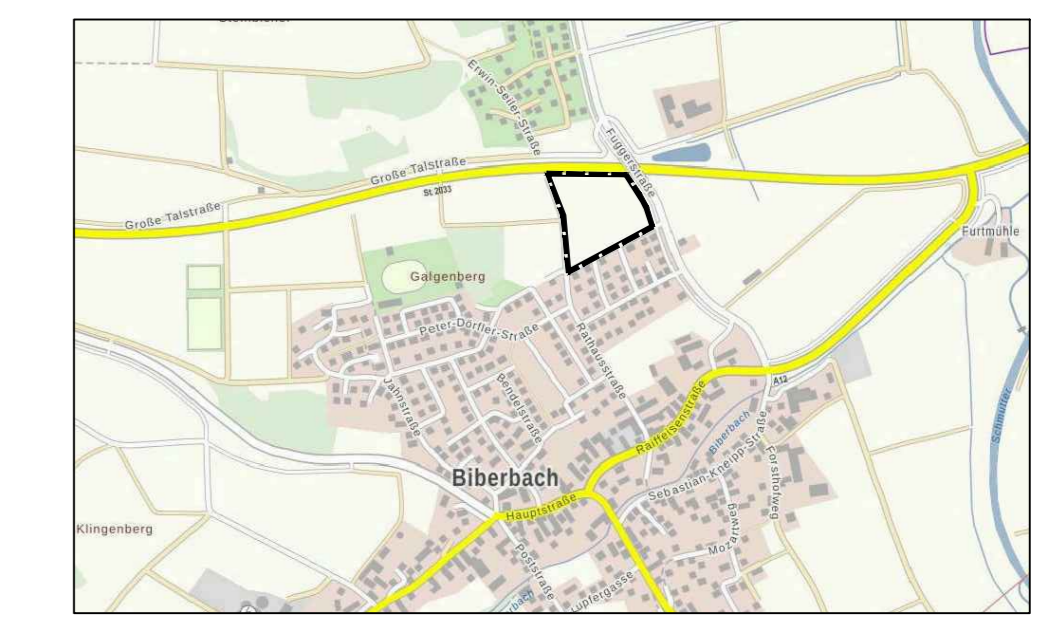 Erwin-Seiler-Straße
Fuggerstraße
Große Talstraße
Große Talstraße
St 2033
Furtmühle
Galgenberg
Peter-Dörfler-Straße
Rathausstraße
Jahnstraße
Bendelstraße
A12
Raiffeisenstraße
Biberbach
Schmutter
Biberbach
Sebastian-Kneipp-Straße
Forsthofweg
Hauptstraße
Klingenberg
Mozartweg
Poststraße
Lupfergasse